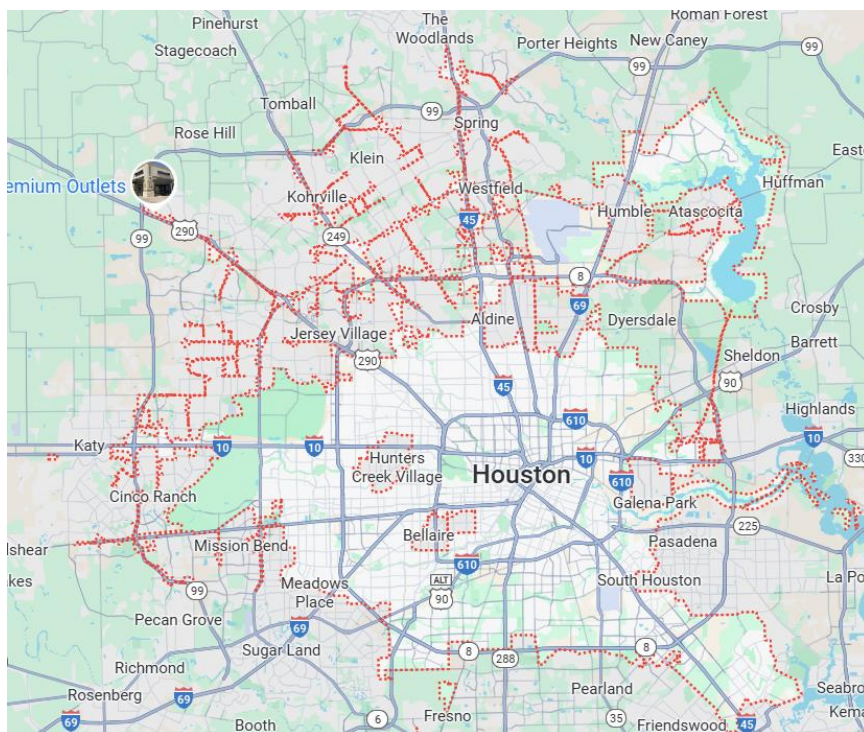 Pinehurst
The
Woodlands
Roman Forest
Stagecoach
Porter Heights
New Caney
99
99
Tomball
99
Rose Hill
Spring
East
Klein
emium Outlets
Kohrville
Westfield
Huffman
Humble
Atascocita
99
290
249
45
8
69
Crosby
Jersey Village
Aldine
Dyersdale
Barrett
290
Sheldon
45
90
Highlands
610
Katy
10
10
10
10
Hunters
Creek Village
Houston
330
610
Cinco Ranch
Galena Park
225
Bellaire
lshear
Mission Bend
Pasadena
610
kes
Meadows
Place
ALT
90
South Houston
La Po
99
Pecan Grove
69
Sugar Land
8
288
8
Richmond
Rosenberg
69
Pearland
Seabro
69
Booth
6
Fresno
35
Friendswood
45
Kema